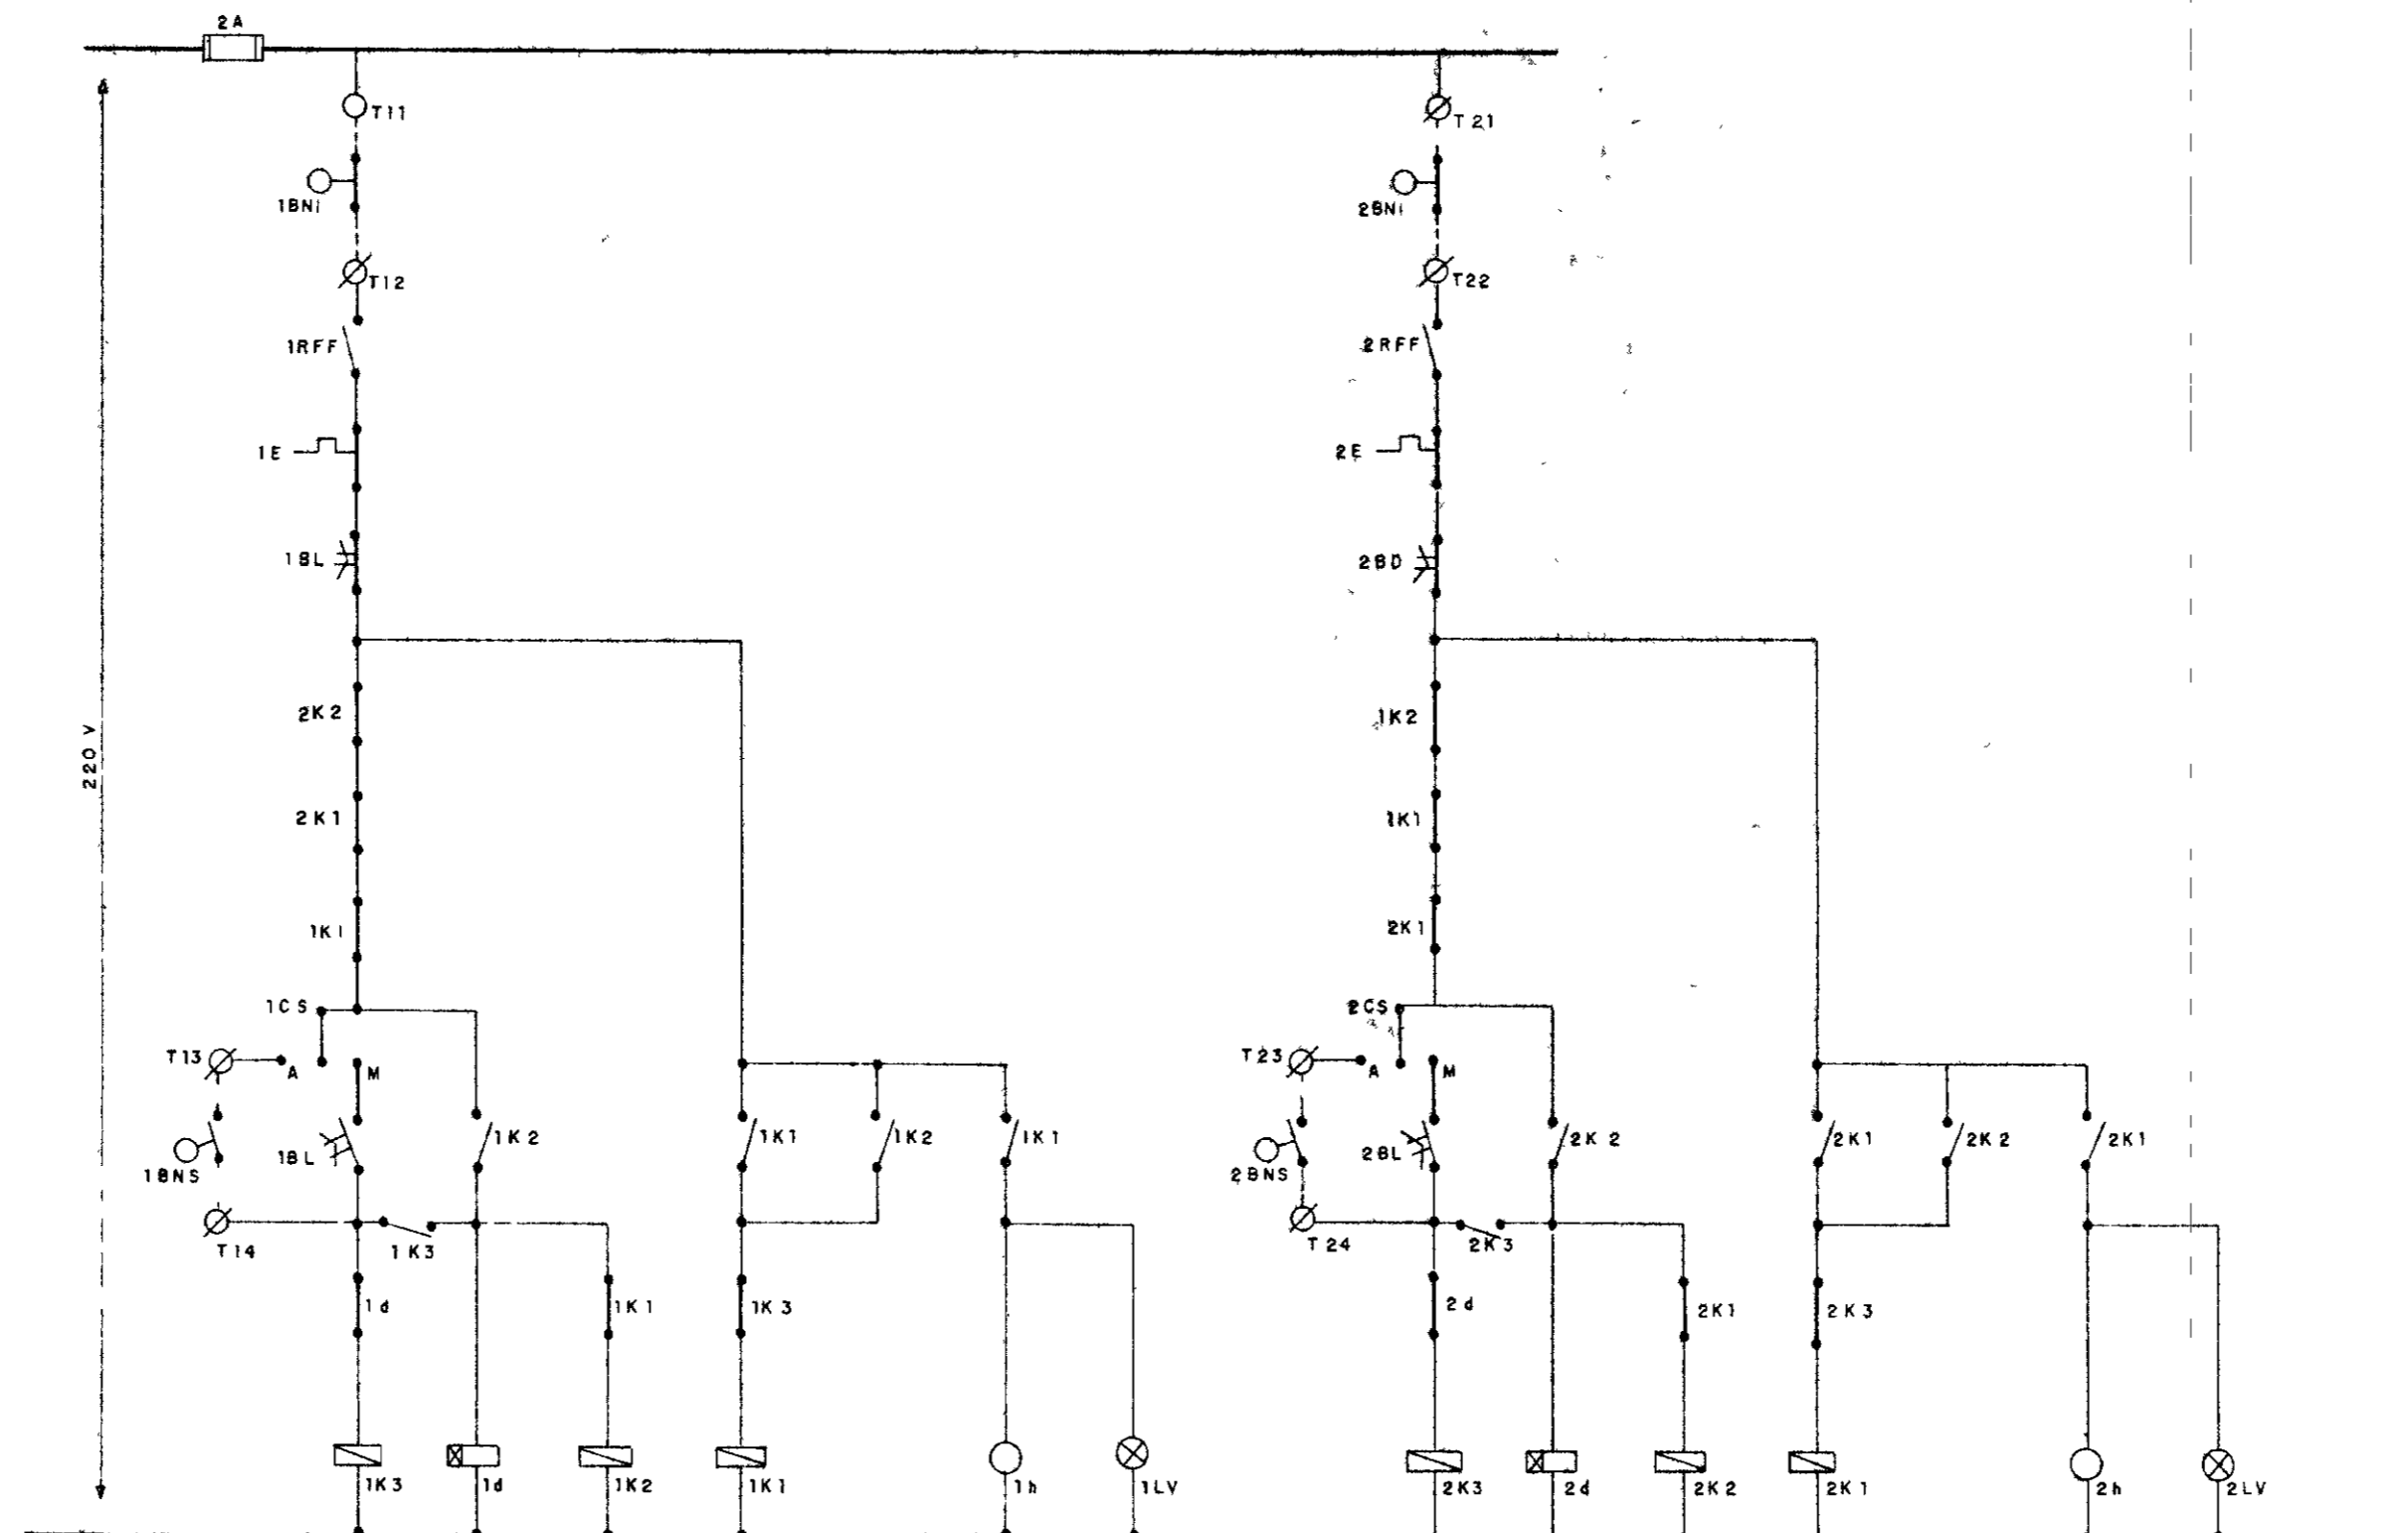 2A
T11
T21
1BNi
2BNi
T12
T22
1RFF
2RFF
1E
2E
1BL
2BD
2K2
1K2
220 V
2K1
1K1
1K1
2K1
1CS
2CS
T13
A
M
T23
A
M
1K2
1K1
1K2
1K1
2K2
2K1
2K2
2K1
1BNS
1BL
2BNS
2BL
T14
1K3
T24
2K3
1d
1K1
1K3
2d
2K1
2K3
1K3
1d
1K2
1K1
1h
1LV
2K3
2d
2K2
2K1
2h
2LV